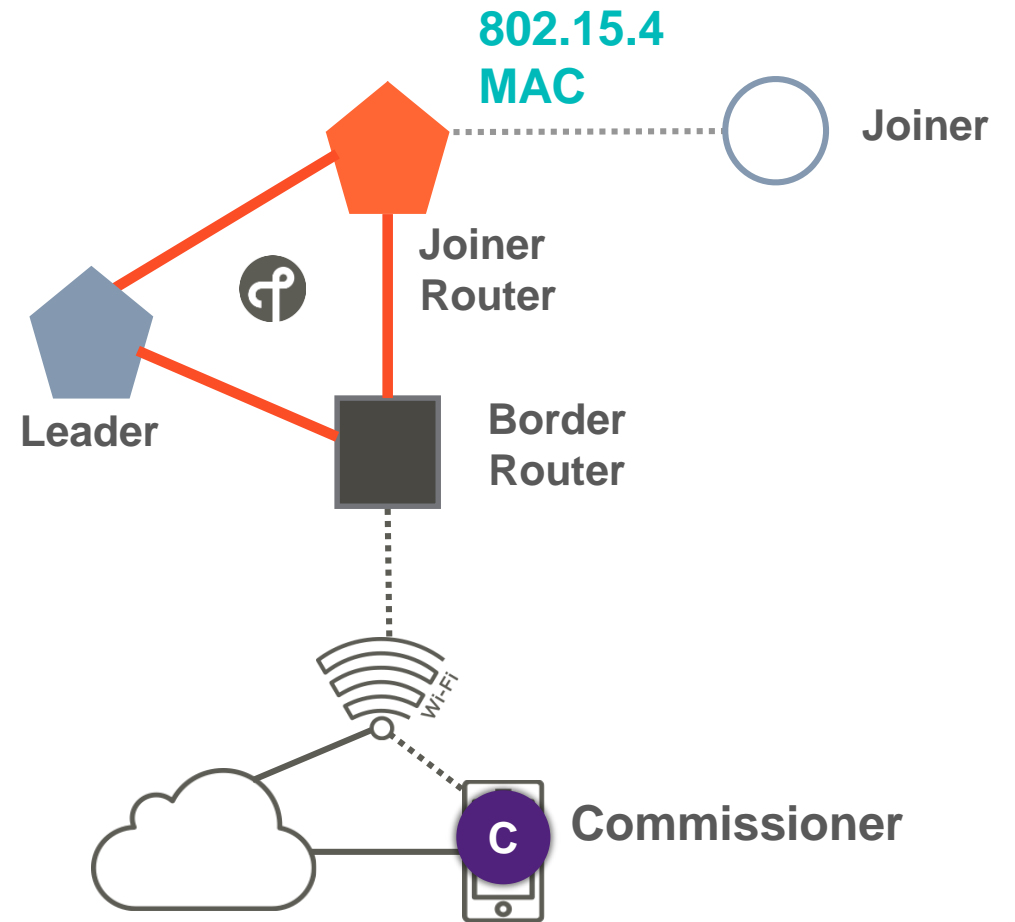 802.15.4
MAC
Joiner
Joiner
Router
Leader
Border
Router
Wi-Fi
C
Commissioner